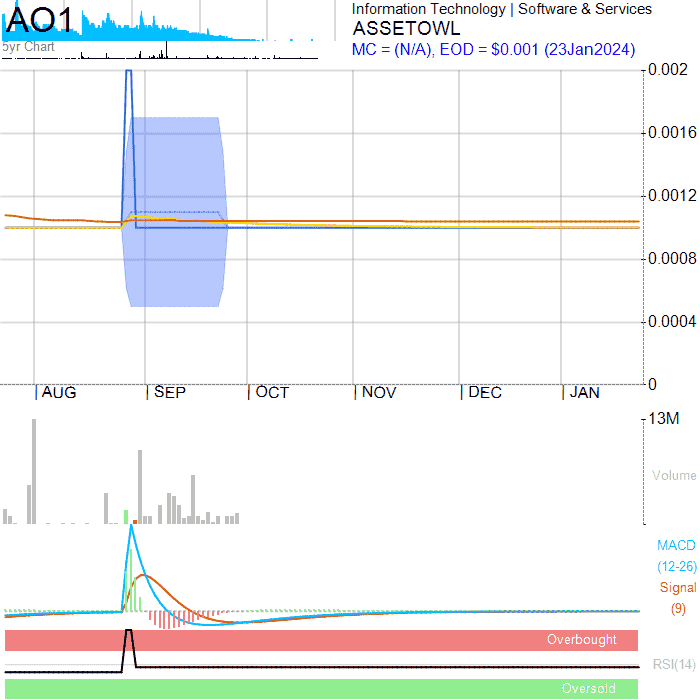 AO1
Information Technology | Software & Services
ASSETOWL
MC = (N/A), EOD = $0.001 (23Jan2024)
5yr Chart
0.002
0.0016
0.0012
0.0008
0.0004
0
AUG
SEP
OCT
NOV
DEC
JAN
13M
Volume
MACD
(12-26)
Signal
(9)
Overbought
RSI(14)
Oversold